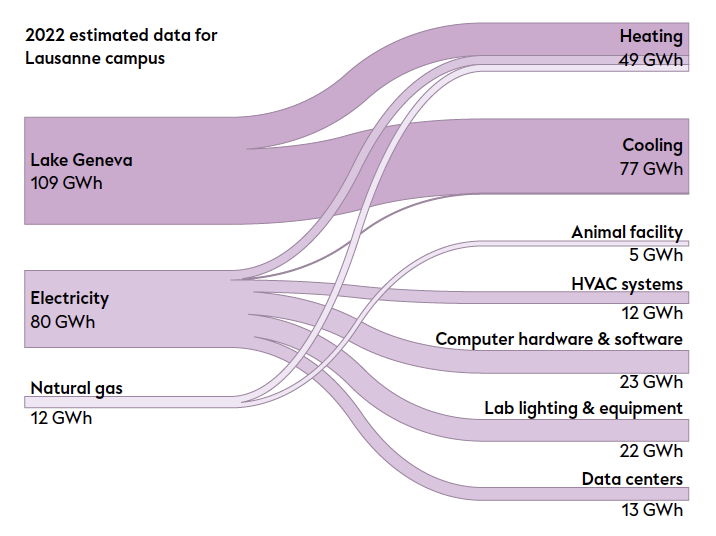 2022 estimated data for
Lausanne campus
Lake Geneva
109 GWh
Electricity
80 GWh
Natural gas
12 GWh
Heating
49 GWh
Cooling
77 GWh
Animal facility
5 GWh
HVAC systems
12 GWh
Computer hardware & software
23 GWh
Lab lighting & equipment
22 GWh
Data centers
13 GWh